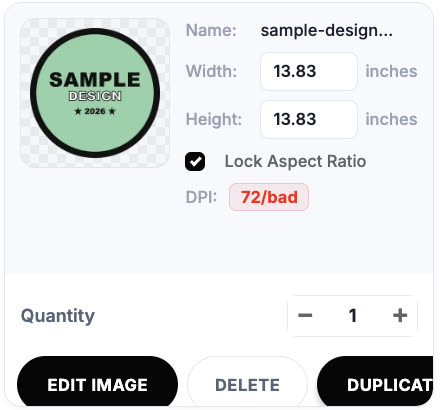 SAMPLE
DESIGN
★ 2026 ★
Name: sample-design...
Width: 13.83 inches
Height: 13.83 inches
Lock Aspect Ratio
DPI: 72/bad
Quantity − 1 +
EDIT IMAGE DELETE DUPLICAT